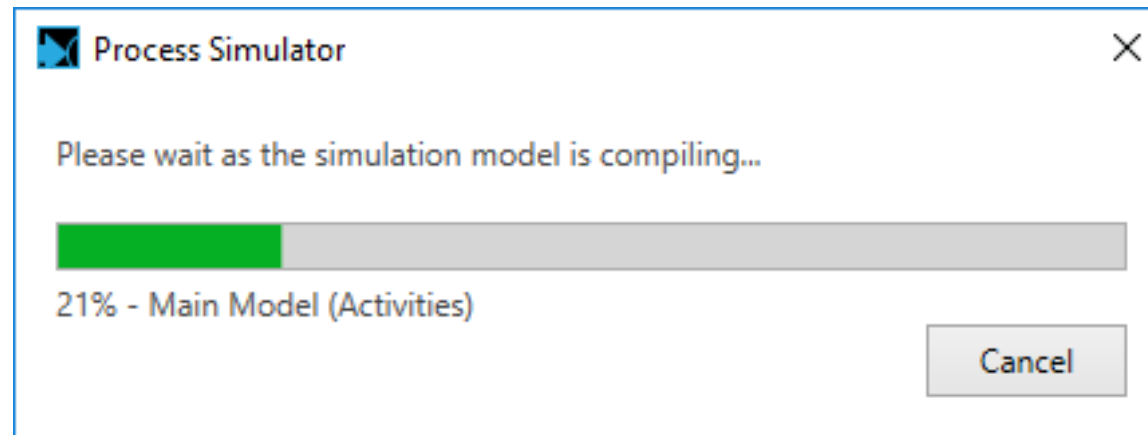 Process Simulator
Please wait as the simulation model is compiling...
21% - Main Model (Activities)
Cancel